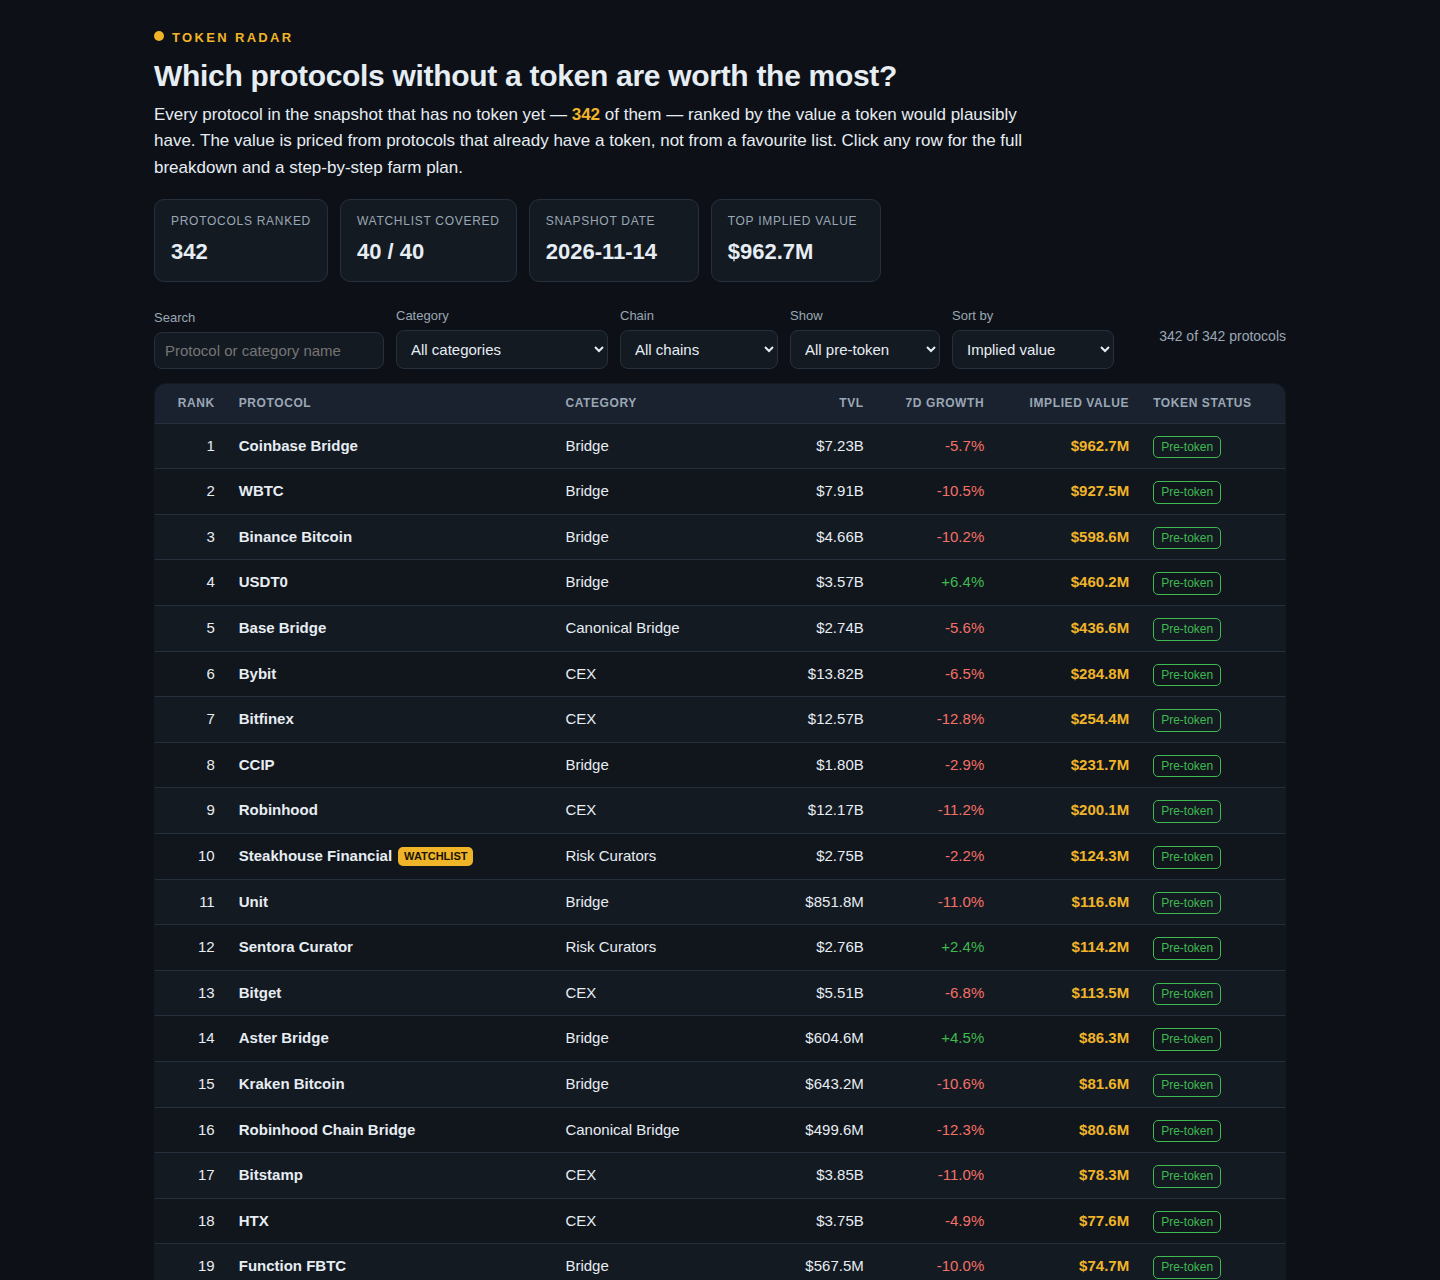 TOKEN RADAR
Which protocols without a token are worth the most?
Every protocol in the snapshot that has no token yet — 342 of them — ranked by the value a token would plausibly
have. The value is priced from protocols that already have a token, not from a favourite list. Click any row for the full
breakdown and a step-by-step farm plan.
PROTOCOLS RANKED WATCHLIST COVERED SNAPSHOT DATE TOP IMPLIED VALUE
342 40 / 40 2026-11-14 $962.7M
Search Category Chain Show Sort by
Protocol or category name All categories All chains All pre-token Implied value 342 of 342 protocols
RANK PROTOCOL CATEGORY TVL 7D GROWTH IMPLIED VALUE TOKEN STATUS
1 Coinbase Bridge Bridge $7.23B -5.7% $962.7M Pre-token
2 WBTC Bridge $7.91B -10.5% $927.5M Pre-token
3 Binance Bitcoin Bridge $4.66B -10.2% $598.6M Pre-token
4 USDT0 Bridge $3.57B +6.4% $460.2M Pre-token
5 Base Bridge Canonical Bridge $2.74B -5.6% $436.6M Pre-token
6 Bybit CEX $13.82B -6.5% $284.8M Pre-token
7 Bitfinex CEX $12.57B -12.8% $254.4M Pre-token
8 CCIP Bridge $1.80B -2.9% $231.7M Pre-token
9 Robinhood CEX $12.17B -11.2% $200.1M Pre-token
10 Steakhouse Financial WATCHLIST Risk Curators $2.75B -2.2% $124.3M Pre-token
11 Unit Bridge $851.8M -11.0% $116.6M Pre-token
12 Sentora Curator Risk Curators $2.76B +2.4% $114.2M Pre-token
13 Bitget CEX $5.51B -6.8% $113.5M Pre-token
14 Aster Bridge Bridge $604.6M +4.5% $86.3M Pre-token
15 Kraken Bitcoin Bridge $643.2M -10.6% $81.6M Pre-token
16 Robinhood Chain Bridge Canonical Bridge $499.6M -12.3% $80.6M Pre-token
17 Bitstamp CEX $3.85B -11.0% $78.3M Pre-token
18 HTX CEX $3.75B -4.9% $77.6M Pre-token
19 Function FBTC Bridge $567.5M -10.0% $74.7M Pre-token